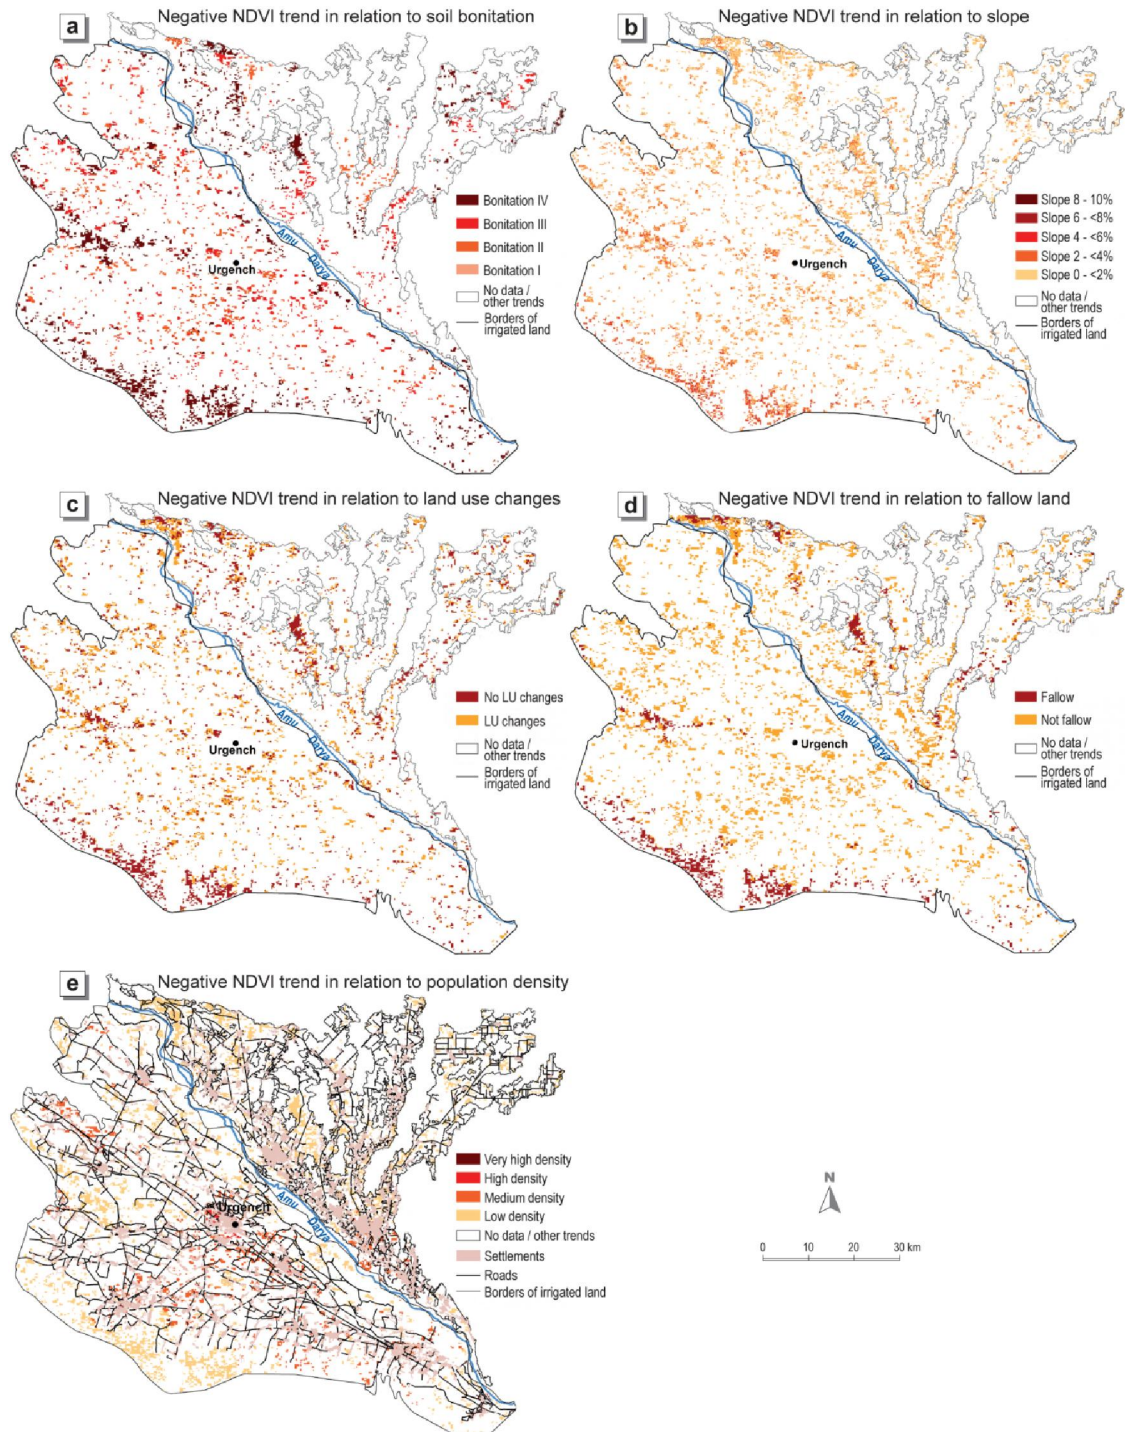 a
Negative NDVI trend in relation to soil bonitation
Bonitation IV
Bonitation III
Bonitation II
Bonitation I
No data /
other trends
Borders of
irrigated land
Urgench
Amu
Darya
b
Negative NDVI trend in relation to slope
Slope 8 - 10%
Slope 6 - <8%
Slope 4 - <6%
Slope 2 - <4%
Slope 0 - <2%
No data /
other trends
Borders of
irrigated land
Urgench
Amu
Darya
c
Negative NDVI trend in relation to land use changes
No LU changes
LU changes
No data /
other trends
Borders of
irrigated land
Urgench
Amu
Darya
d
Negative NDVI trend in relation to fallow land
Fallow
Not fallow
No data /
other trends
Borders of
irrigated land
Urgench
Amu
Darya
e
Negative NDVI trend in relation to population density
Very high density
High density
Medium density
Low density
No data / other trends
Settlements
Roads
Borders of irrigated land
Urgench
Amu
Darya
N
0 10 20 30 km